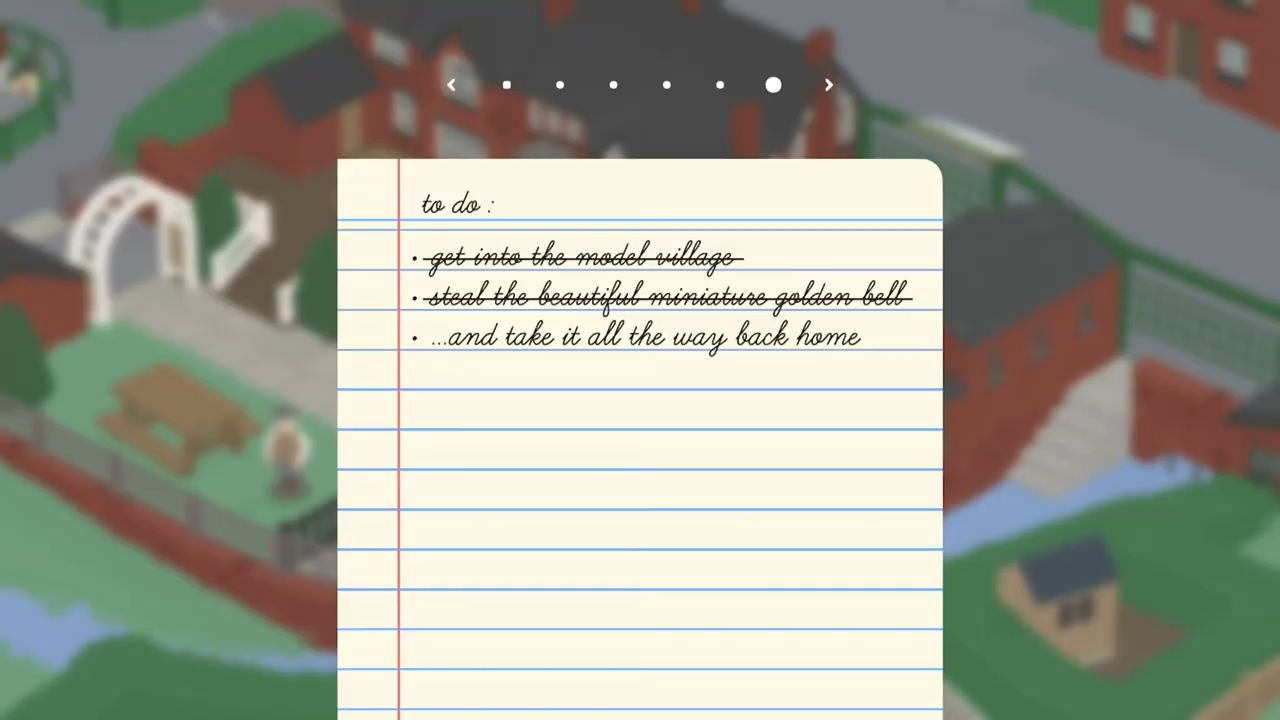 to do :
• get into the model village
• steal the beautiful miniature golden bell
• ...and take it all the way back home